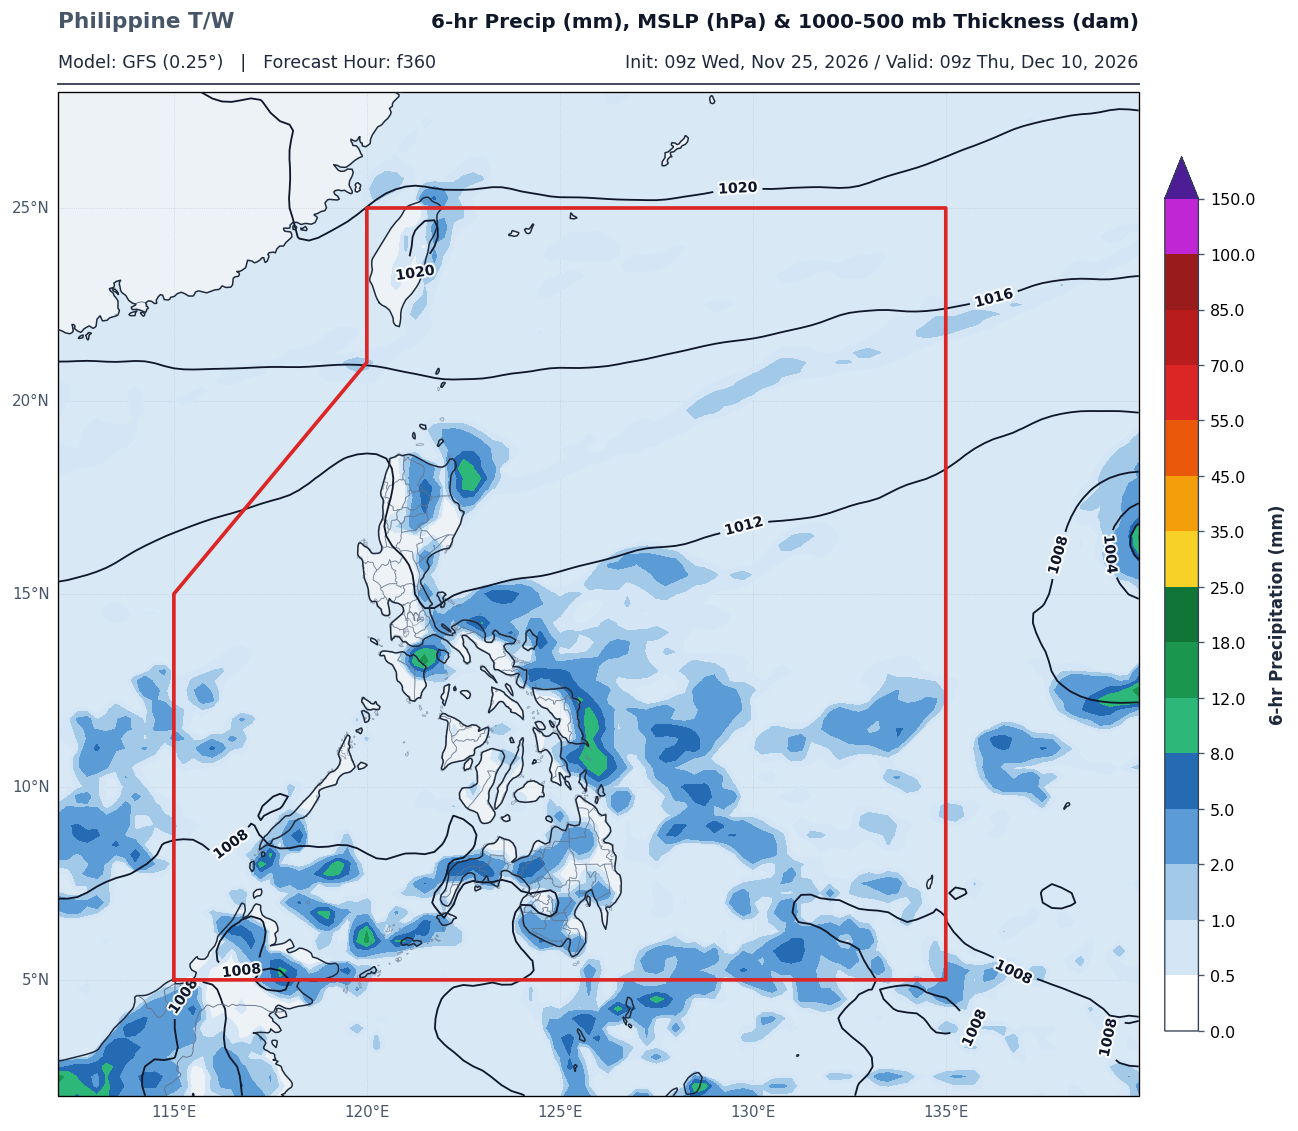 Philippine T/W
6-hr Precip (mm), MSLP (hPa) & 1000-500 mb Thickness (dam)
Model: GFS (0.25°) | Forecast Hour: f360
Init: 09z Wed, Nov 25, 2026 / Valid: 09z Thu, Dec 10, 2026
25°N
20°N
15°N
10°N
5°N
1020
1020
1016
1012
1008
1004
1008
1008
1008
1008
1008
1008
115°E
120°E
125°E
130°E
135°E
150.0
100.0
85.0
70.0
55.0
45.0
35.0
25.0
18.0
12.0
8.0
5.0
2.0
1.0
0.5
0.0
6-hr Precipitation (mm)